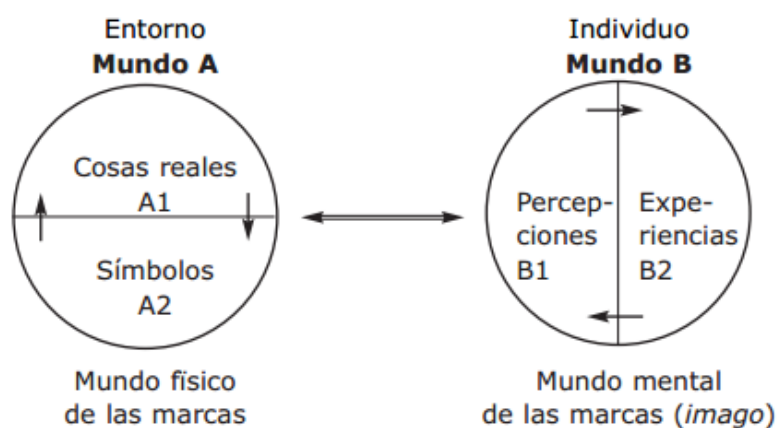 Entorno
Mundo A
Cosas reales
A1
Símbolos
A2
Mundo físico
de las marcas
Individuo
Mundo B
Percep-
ciones
B1
Expe-
riencias
B2
Mundo mental
de las marcas (imago)